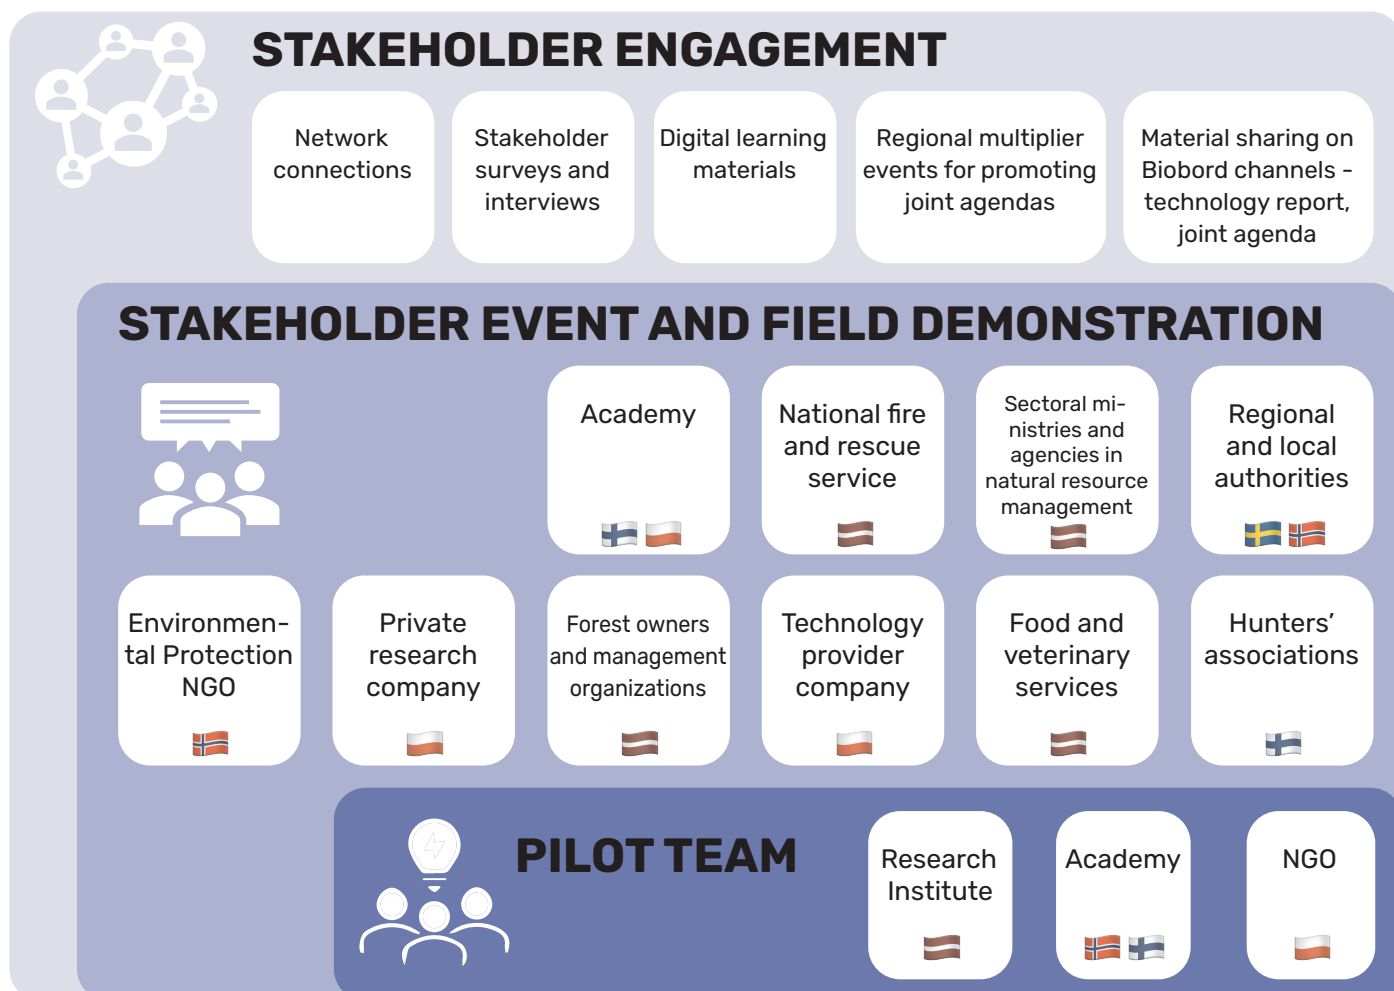 STAKEHOLDER ENGAGEMENT
Network
connections
Stakeholder
surveys and
interviews
Digital learning
materials
Regional multiplier
events for promoting
joint agendas
Material sharing on
Biobord channels -
technology report,
joint agenda
STAKEHOLDER EVENT AND FIELD DEMONSTRATION
Academy
National fire
and rescue
service
Sectoral mi-
nistries and
agencies in
natural resource
management
Regional
and local
authorities
Environmen-
tal Protection
NGO
Private
research
company
Forest owners
and management
organizations
Technology
provider
company
Food and
veterinary
services
Hunters’
associations
PILOT TEAM
Research
Institute
Academy
NGO